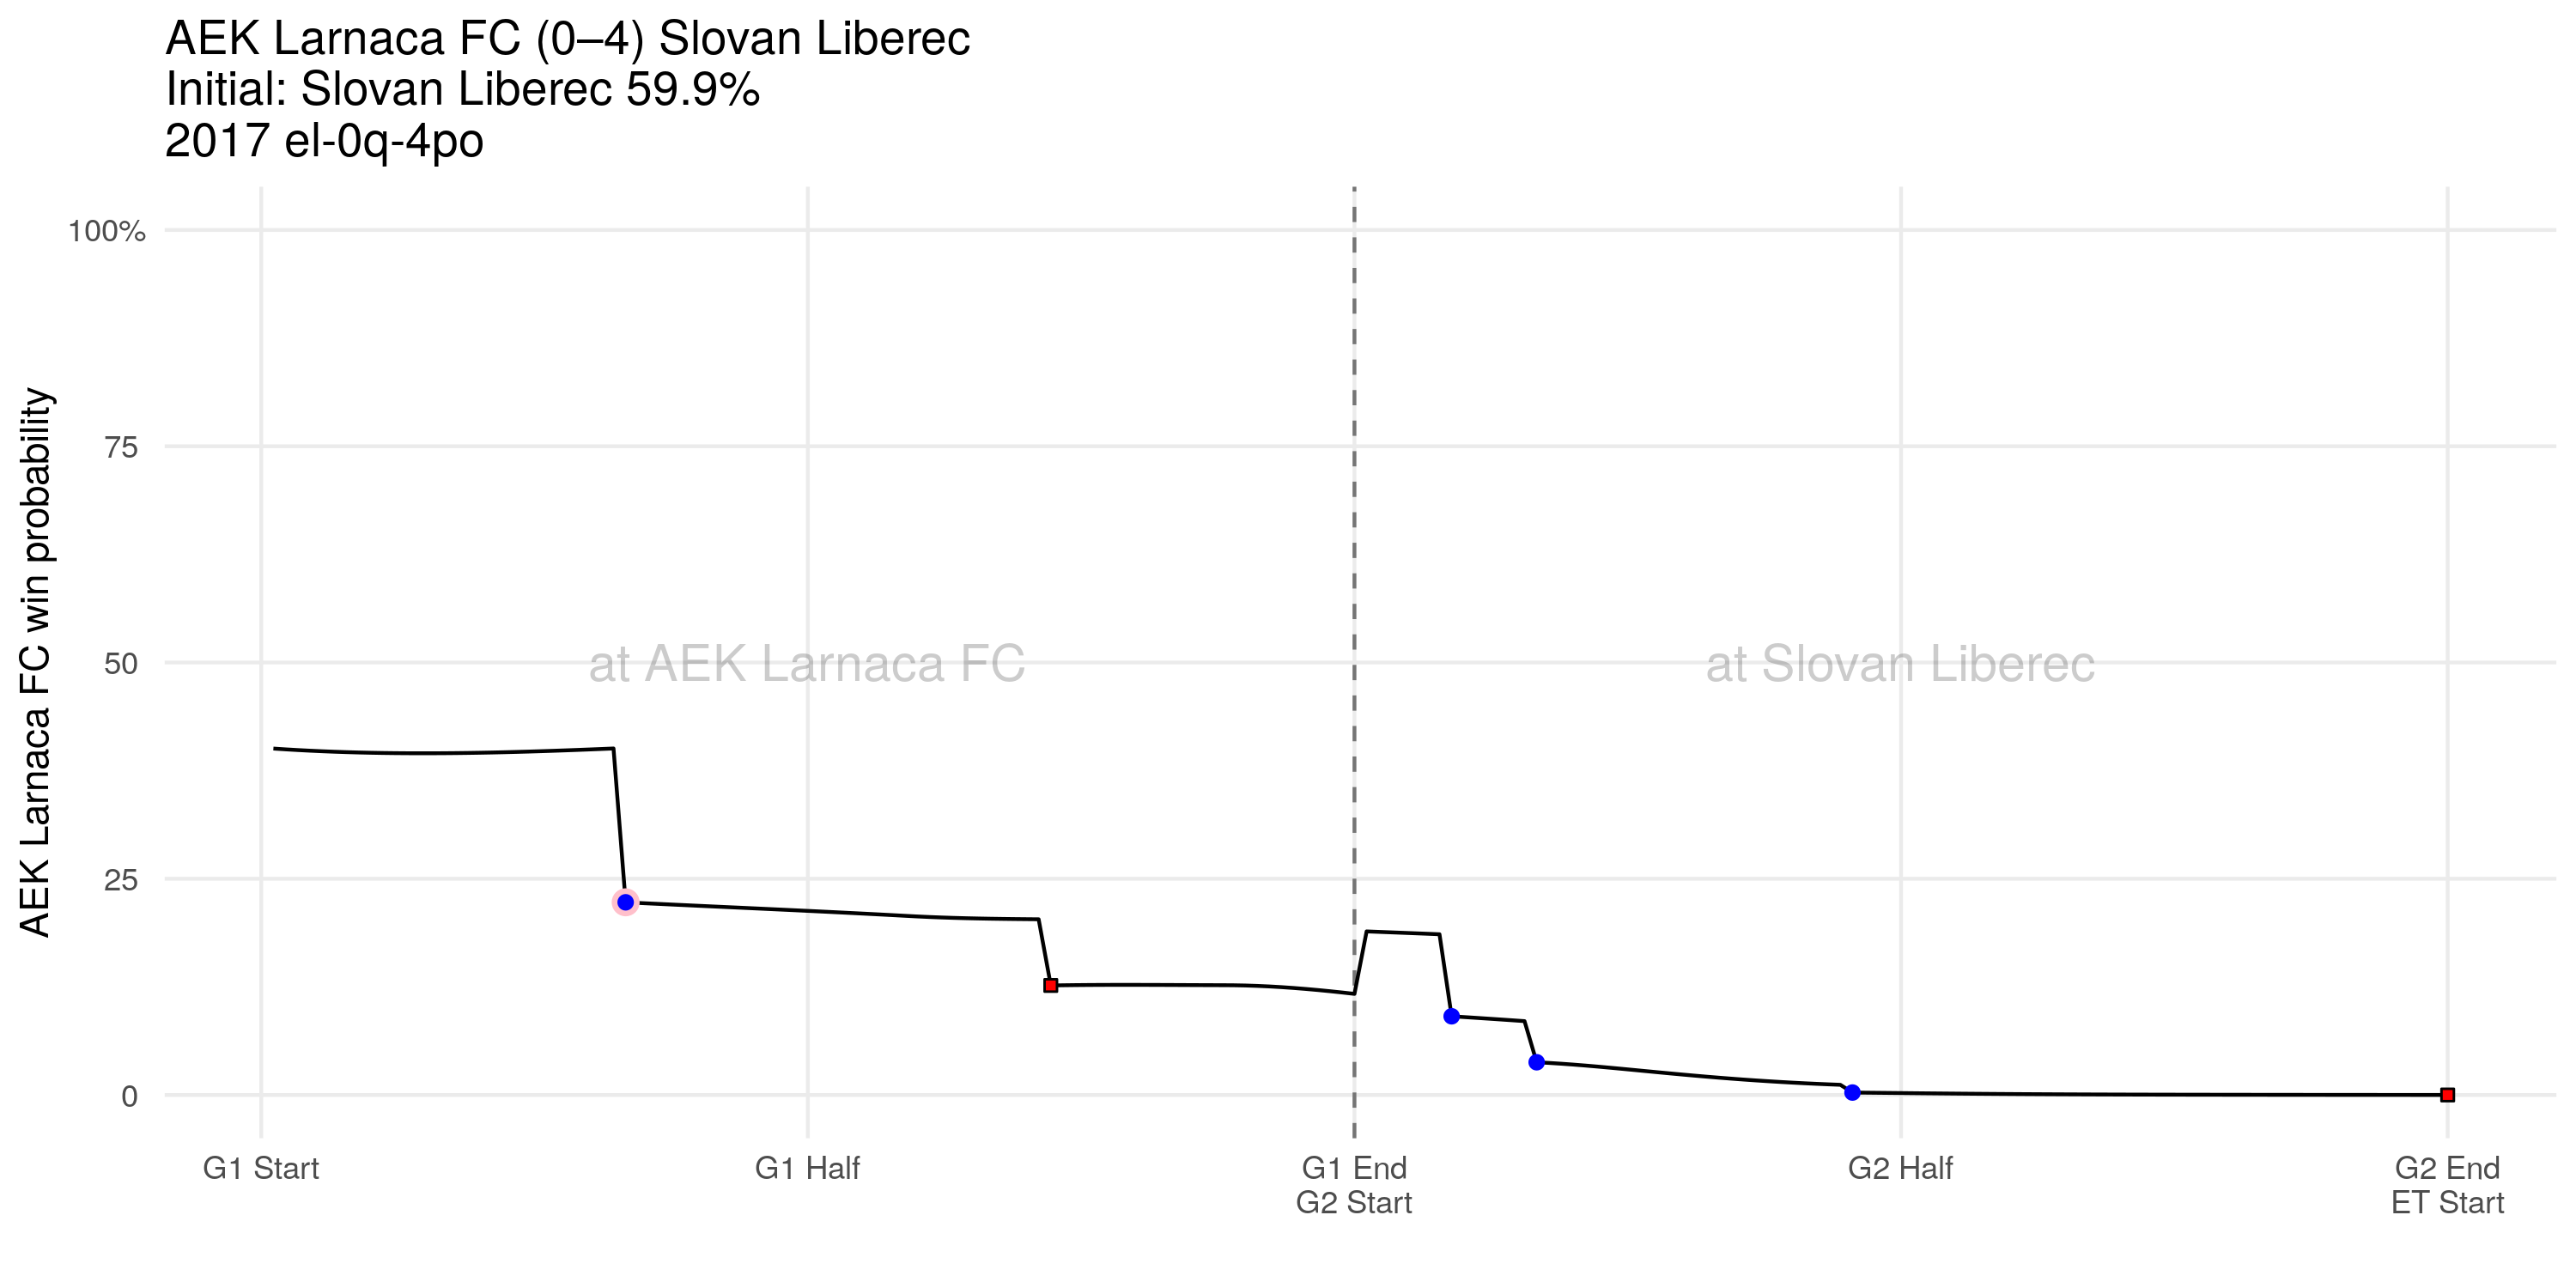 AEK Larnaca FC (0–4) Slovan Liberec
Initial: Slovan Liberec 59.9%
2017 el-0q-4po
AEK Larnaca FC win probability
100%
75
50
25
0
at AEK Larnaca FC
at Slovan Liberec
G1 Start
G1 Half
G1 End
G2 Start
G2 Half
G2 End
ET Start